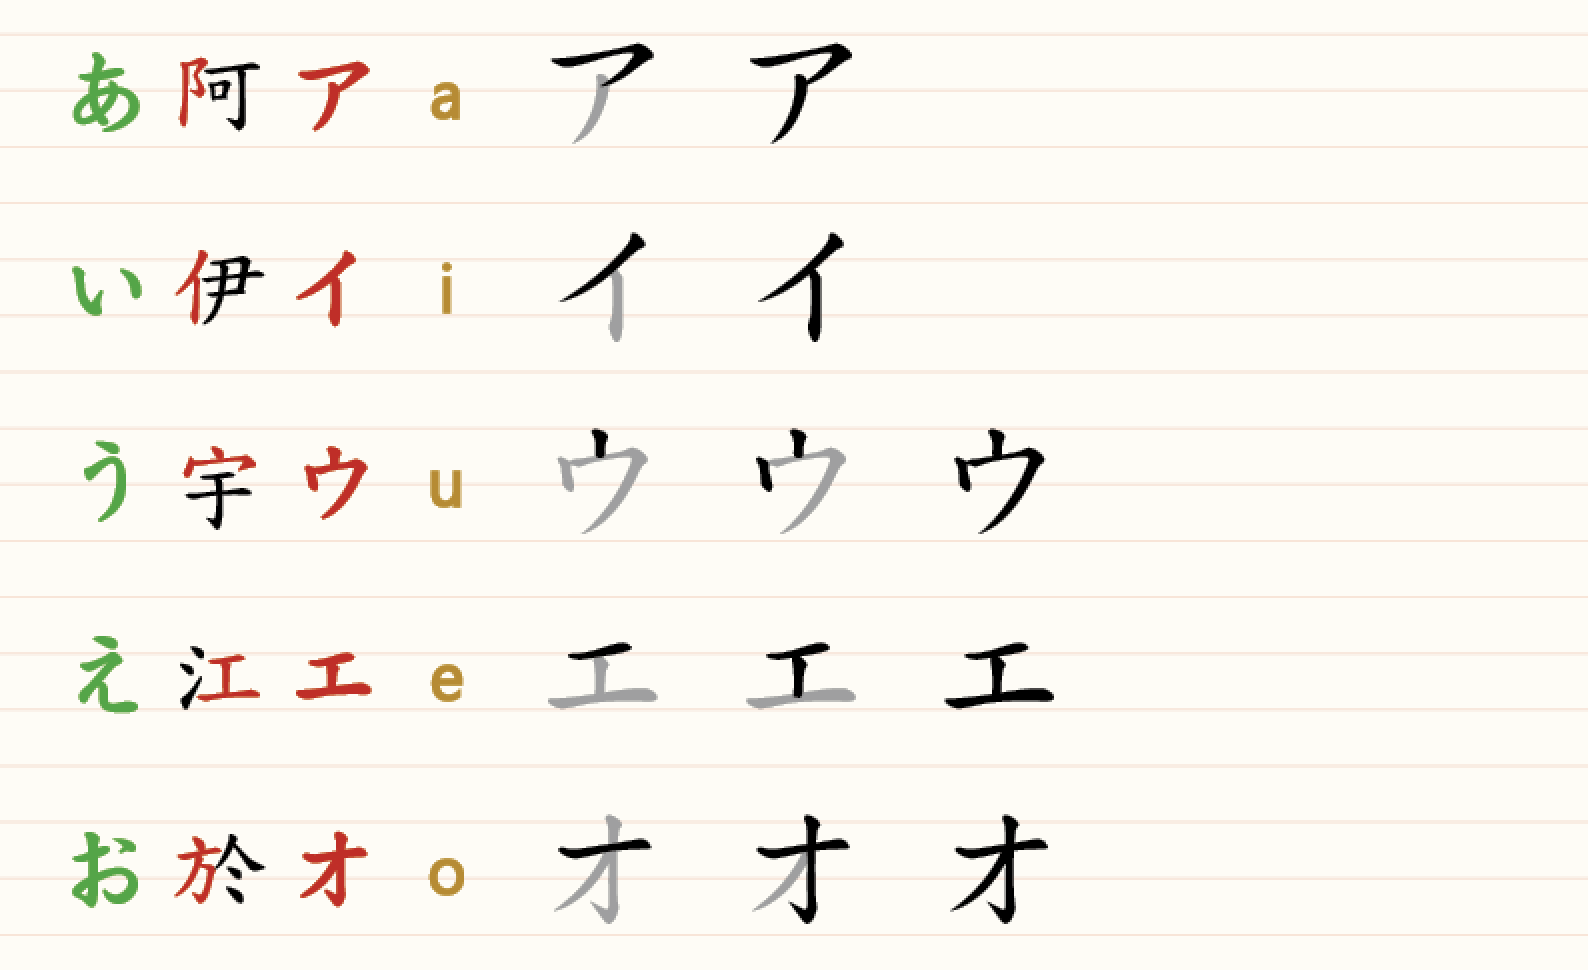 あ 阿 ア a ア ア
い 伊 イ i イ イ
う 宇 ウ u ウ ウ ウ
え 江 エ e エ エ エ
お 於 オ o オ オ オ